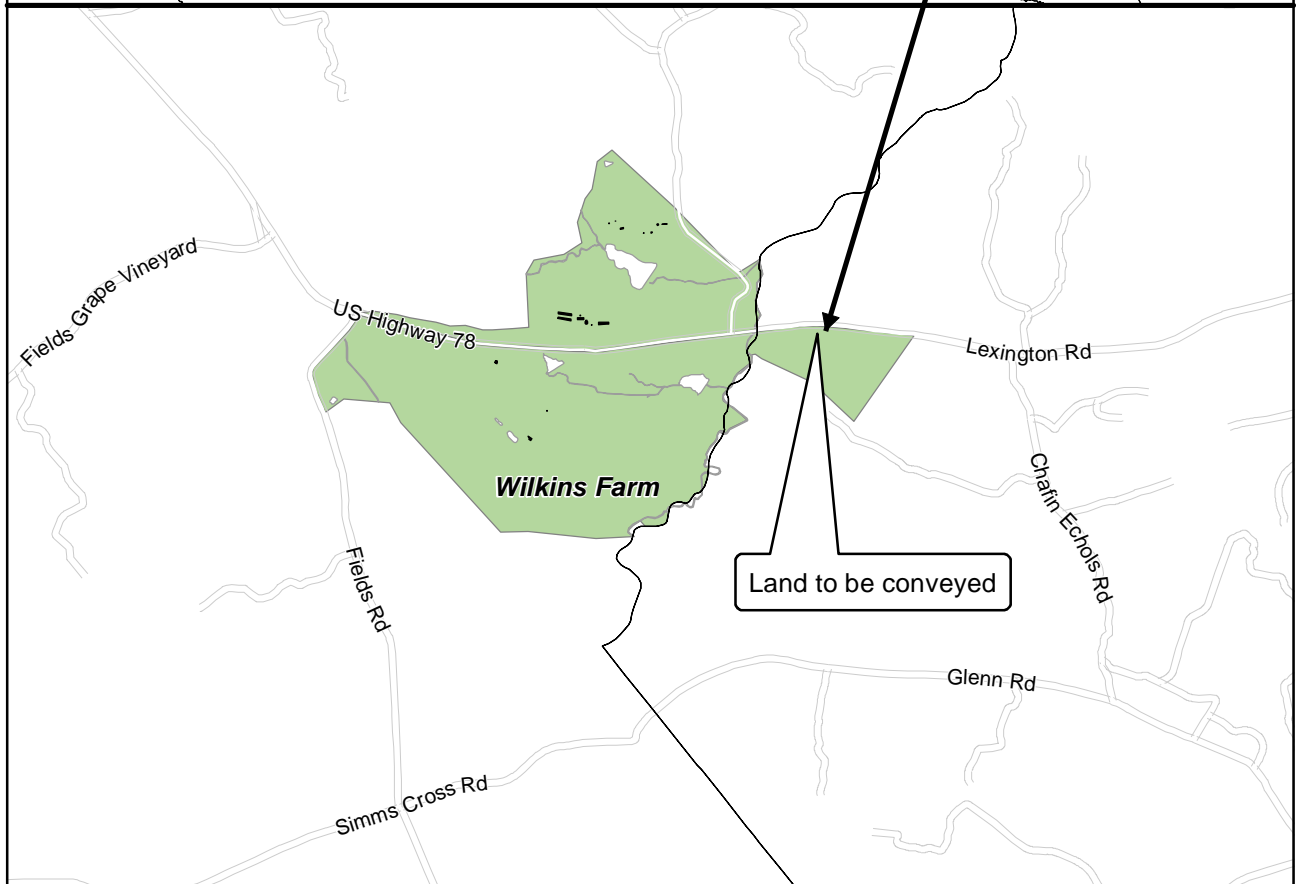 Fields Grape Vineyard
US Highway 78
Lexington Rd
Wilkins Farm
Chafin Echols Rd
Fields Rd
Land to be conveyed
Glenn Rd
Simms Cross Rd